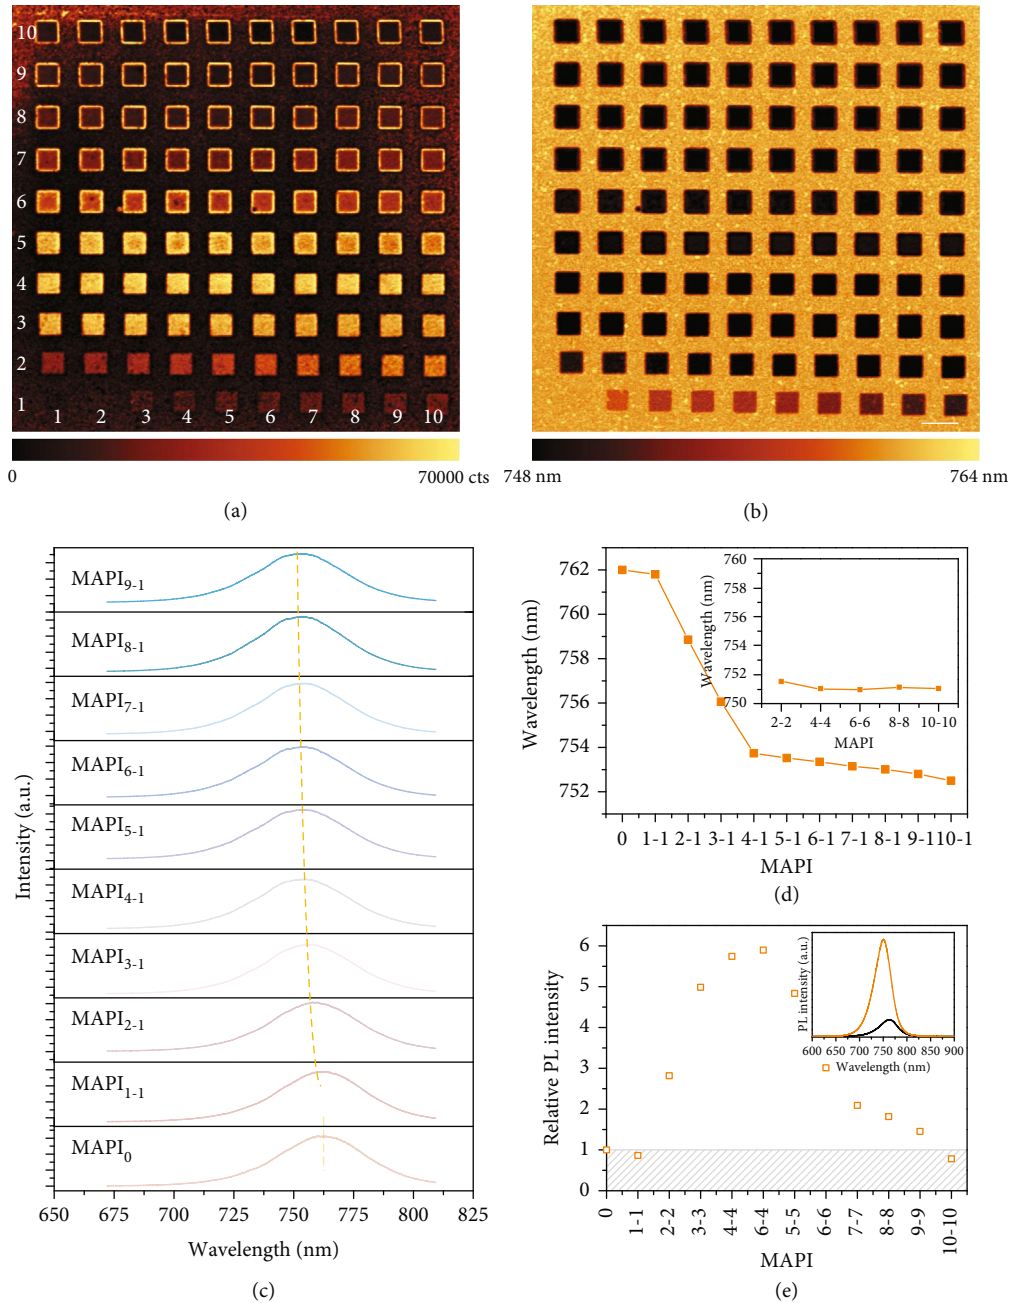 10
9
8
7
6
5
4
3
2
1
1 2 3 4 5 6 7 8 9 10
0 70000 cts
(a)
748 nm 764 nm
(b)
MAPI9-1
MAPI8-1
MAPI7-1
MAPI6-1
MAPI5-1
MAPI4-1
MAPI3-1
MAPI2-1
MAPI1-1
MAPI0
Intensity (a.u.)
650 675 700 725 750 775 800 825
Wavelength (nm)
(c)
762
760
758
756
754
752
Wavelength (nm)
0 1-1 2-1 3-1 4-1 5-1 6-1 7-1 8-1 9-1 10-1
MAPI
760
758
756
754
752
750
Wavelength (nm)
2-2 4-4 6-6 8-8 10-10
MAPI
(d)
6
5
4
3
2
1
0
Relative PL intensity
0 1-1 2-2 3-3 4-4 6-4 5-5 6-6 7-7 8-8 9-9 10-10
MAPI
PL intensity (a.u.)
600 650 700 750 800 850 900
Wavelength (nm)
(e)